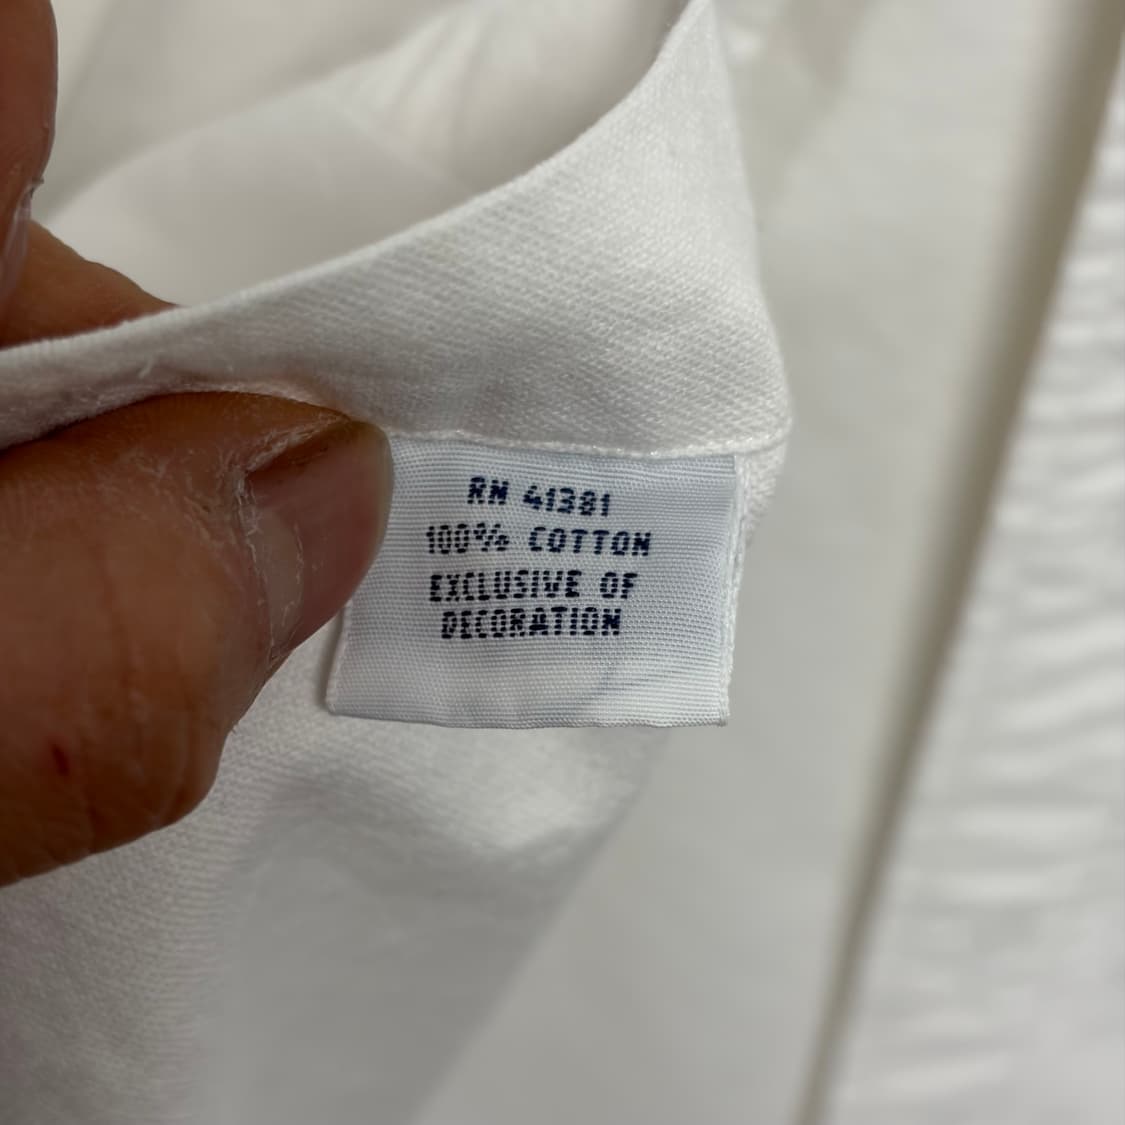 RN 41381
100% COTTON
EXCLUSIVE OF
DECORATION